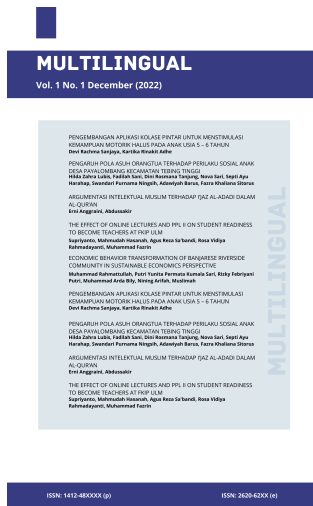 MULTILINGUAL
Vol. 1 No. 1 December (2022)
PENGEMBANGAN APLIKASI KOLASE PINTAR UNTUK MENSTIMULASI
KEMAMPUAN MOTORIK HALUS PADA ANAK USIA 5 – 6 TAHUN
Devi Rachma Sanjaya, Kartika Rinakit Adhe
PENGARUH POLA ASUH ORANGTUA TERHADAP PERILAKU SOSIAL ANAK
DESA PAYALOMBANG KECAMATAN TEBING TINGGI
Hilda Zahra Lubis, Fadilah Sani, Dini Rosmana Tanjung, Nova Sari, Septi Ayu
Harahap, Swandari Purnama Ningsih, Adawiyah Barus, Fazra Khaliana Sitorus
ARGUMENTASI INTELEKTUAL MUSLIM TERHADAP I'JAZ AL-ADADI DALAM
AL-QUR'AN
Erni Anggraini, Abdussakir
THE EFFECT OF ONLINE LECTURES AND PPL II ON STUDENT READINESS
TO BECOME TEACHERS AT FKIP ULM
Supriyanto, Mahmudah Hasanah, Agus Reza Sa'bandi, Rosa Vidiya
Rahmadayanti, Muhammad Fazrin
ECONOMIC BEHAVIOR TRANSFORMATION OF BANJARESE RIVERSIDE
COMMUNITY IN SUSTAINABLE ECONOMICS PERSPECTIVE
Muhammad Rahmattullah, Putri Yunita Permata Kumala Sari, Rizky Febriyani
Putri, Muhammad Arda Bily, Nining Arifah, Muslimah
PENGEMBANGAN APLIKASI KOLASE PINTAR UNTUK MENSTIMULASI
KEMAMPUAN MOTORIK HALUS PADA ANAK USIA 5 – 6 TAHUN
Devi Rachma Sanjaya, Kartika Rinakit Adhe
PENGARUH POLA ASUH ORANGTUA TERHADAP PERILAKU SOSIAL ANAK
DESA PAYALOMBANG KECAMATAN TEBING TINGGI
Hilda Zahra Lubis, Fadilah Sani, Dini Rosmana Tanjung, Nova Sari, Septi Ayu
Harahap, Swandari Purnama Ningsih, Adawiyah Barus, Fazra Khaliana Sitorus
ARGUMENTASI INTELEKTUAL MUSLIM TERHADAP I'JAZ AL-ADADI DALAM
AL-QUR'AN
Erni Anggraini, Abdussakir
THE EFFECT OF ONLINE LECTURES AND PPL II ON STUDENT READINESS
TO BECOME TEACHERS AT FKIP ULM
Supriyanto, Mahmudah Hasanah, Agus Reza Sa'bandi, Rosa Vidiya
Rahmadayanti, Muhammad Fazrin
MULTILINGUAL
ISSN: 1412-48XXXX (p)
ISSN: 2620-62XX (e)